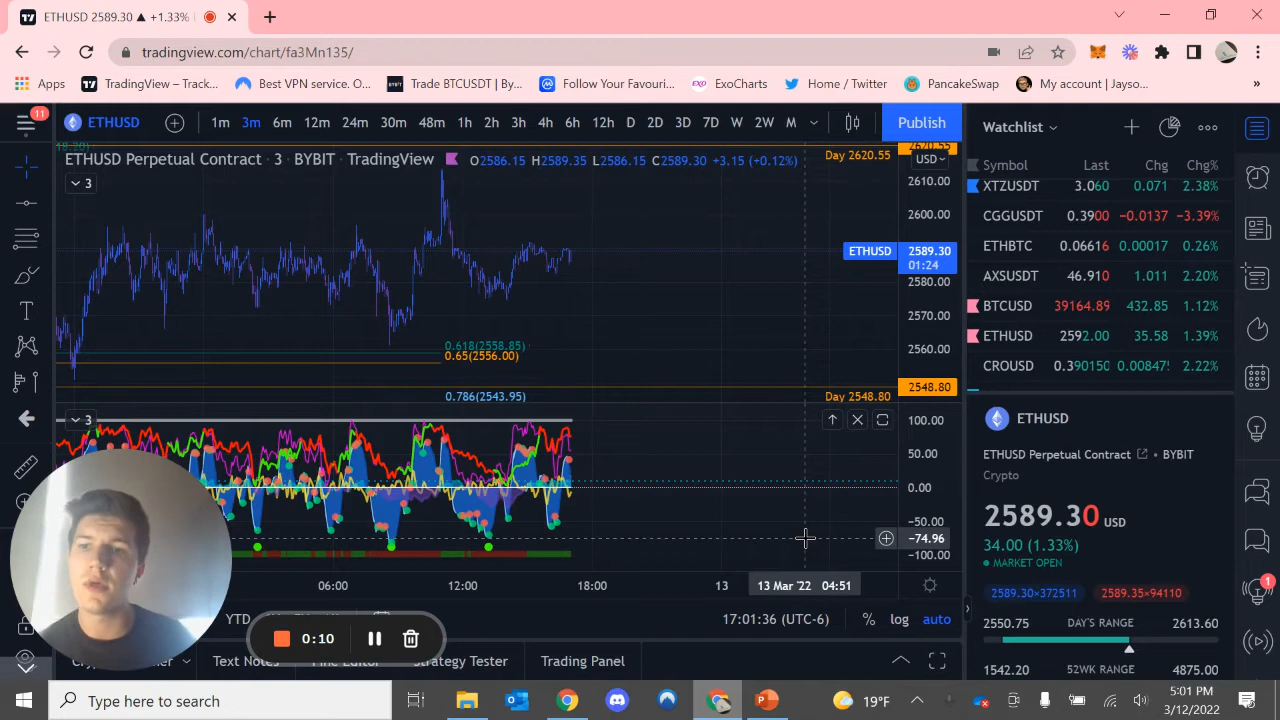 ETHUSD 2589.30 ▲ +1.33%
tradingview.com/chart/fa3Mn135/
Apps TradingView – Track... Best VPN service. O... Trade BTCUSDT | By... Follow Your Favouri... EXO ExoCharts Home / Twitter PancakeSwap My account | Jayso... »
11
ETHUSD 1m 3m 6m 12m 24m 30m 48m 1h 2h 3h 4h 6h 12h D 2D 3D 7D W 2W M Publish
ETHUSD Perpetual Contract · 3 · BYBIT · TradingView O2586.15 H2589.35 L2586.15 C2589.30 +3.15 (+0.12%)
Day 2620.55
2620.55
USD
3
2610.00
2600.00
ETHUSD 2589.30
01:24
2580.00
2570.00
2560.00
0.618(2558.85)
0.65(2556.00)
2548.80
0.786(2543.95)
Day 2548.80
3
100.00
50.00
0.00
−50.00
−74.96
−100.00
06:00 12:00 18:00 13 13 Mar '22 04:51
YTD 17:01:36 (UTC-6) % log auto
0:10
Text Notes Strategy Tester Trading Panel
Watchlist
Symbol Last Chg Chg%
XTZUSDT 3.060 0.071 2.38%
CGGUSDT 0.3900 −0.0137 −3.39%
ETHBTC 0.06616 0.00017 0.26%
AXSUSDT 46.910 1.011 2.20%
BTCUSD 39164.89 432.85 1.12%
ETHUSD 2592.00 35.58 1.39%
CROUSD 0.390150 0.00847 2.22%
ETHUSD
ETHUSD Perpetual Contract • BYBIT
Crypto
2589.30 USD
34.00 (1.33%)
MARKET OPEN
2589.30×372511 2589.35×94110
2550.75 DAY'S RANGE 2613.60
1542.20 52WK RANGE 4875.00
1
Type here to search
19°F
5:01 PM
3/12/2022